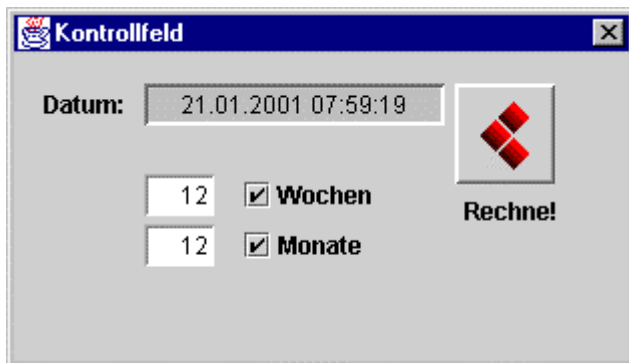 Kontrollfeld
Datum: 21.01.2001 07:59:19
12 Wochen
Rechne!
12 Monate